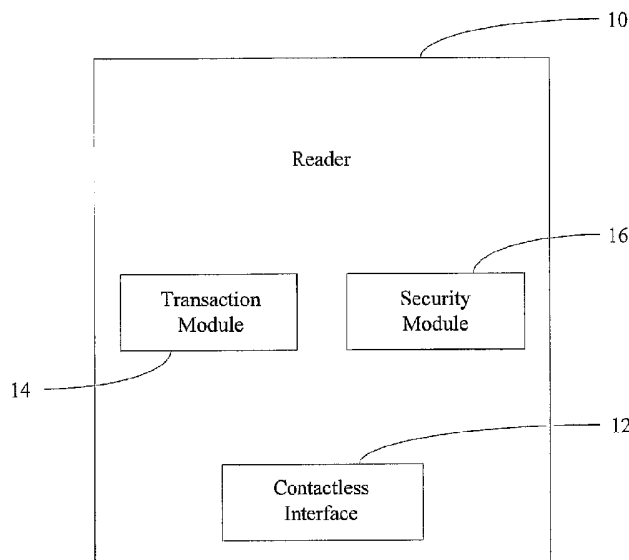 10
Reader
16
Transaction
Module
Security
Module
14
12
Contactless
Interface